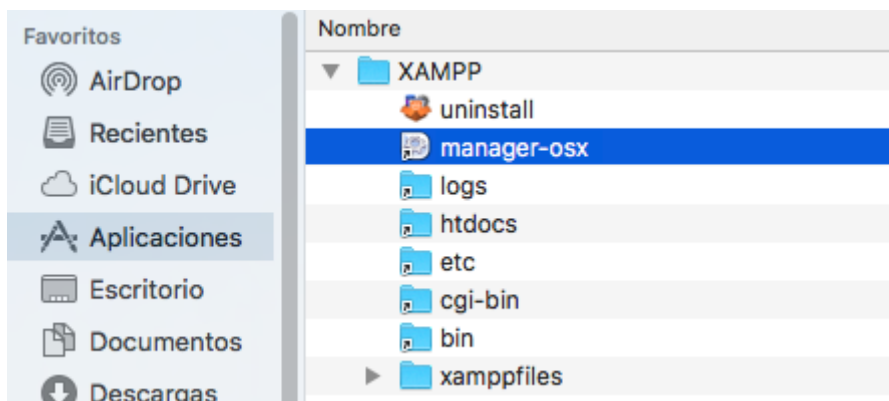 Favoritos
AirDrop
Recientes
iCloud Drive
Aplicaciones
Escritorio
Documentos
Descargas
Nombre
XAMPP
uninstall
manager-osx
logs
htdocs
etc
cgi-bin
bin
xamppfiles